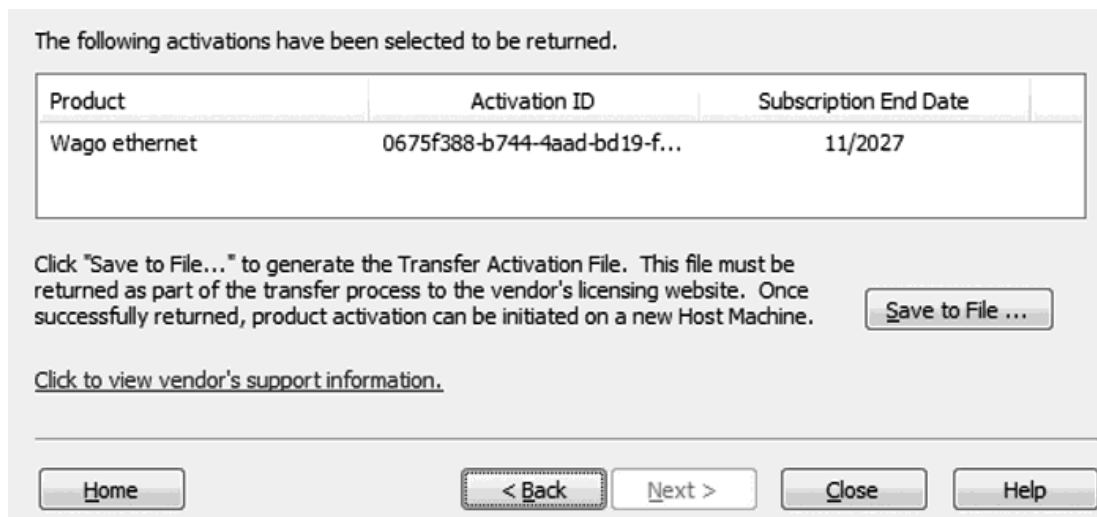 The following activations have been selected to be returned.
Product Activation ID Subscription End Date
Wago ethernet 0675f388-b744-4aad-bd19-f... 11/2027
Click "Save to File..." to generate the Transfer Activation File. This file must be
returned as part of the transfer process to the vendor's licensing website. Once
successfully returned, product activation can be initiated on a new Host Machine.
Save to File ...
Click to view vendor's support information.
Home < Back Next > Close Help